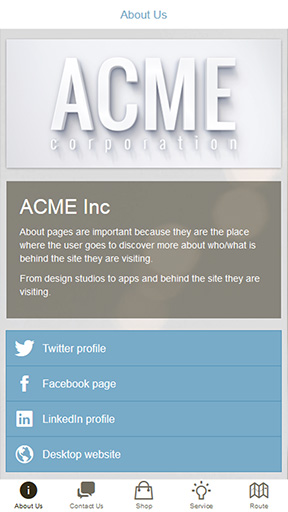 About Us
ACME
corporation
ACME Inc
About pages are important because they are the place
where the user goes to discover more about who/what is
behind the site they are visiting.
From design studios to apps and behind the site they are
visiting.
Twitter profile
Facebook page
LinkedIn profile
Desktop website
About Us
Contact Us
Shop
Service
Route